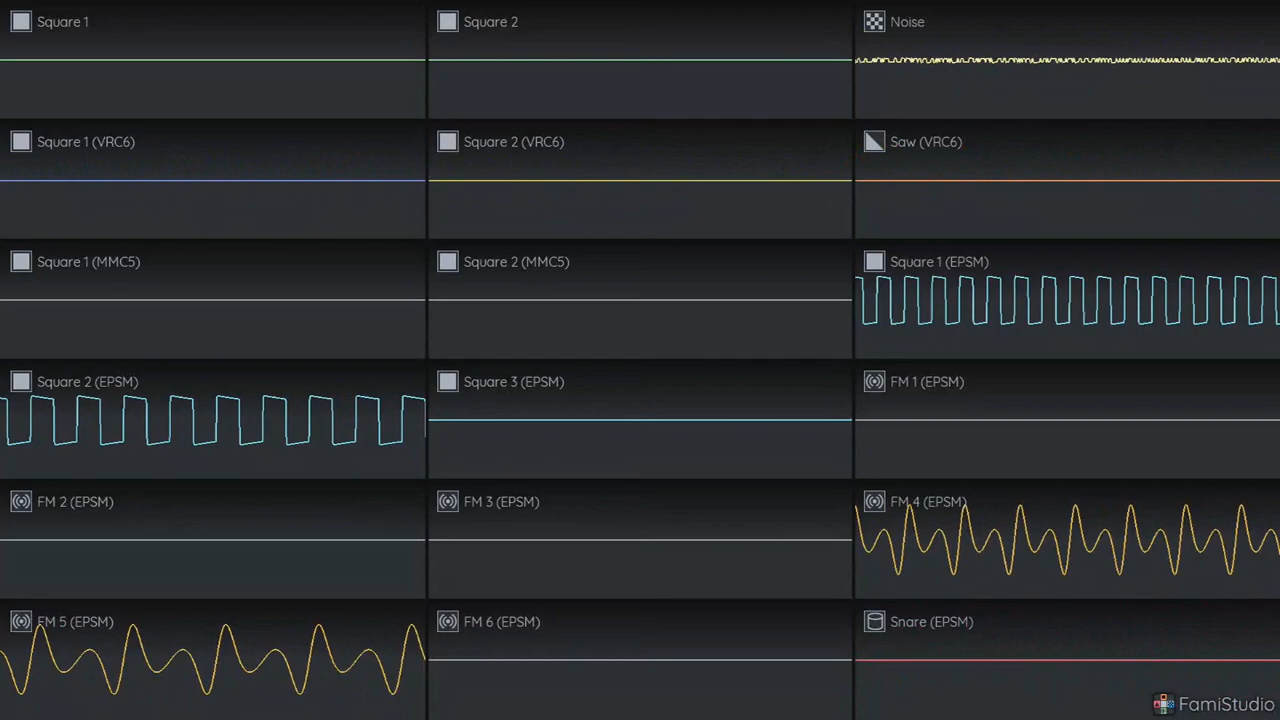 Square 1
Square 2
Noise
Square 1 (VRC6)
Square 2 (VRC6)
Saw (VRC6)
Square 1 (MMC5)
Square 2 (MMC5)
Square 1 (EPSM)
Square 2 (EPSM)
Square 3 (EPSM)
FM 1 (EPSM)
FM 2 (EPSM)
FM 3 (EPSM)
FM 4 (EPSM)
FM 5 (EPSM)
FM 6 (EPSM)
Snare (EPSM)
FamiStudio